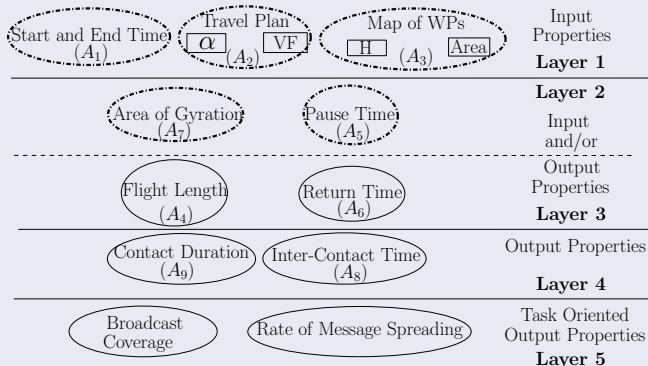 Start and End Time
(A₁)
Travel Plan
α
VF
(A₂)
Map of WPs
H
Area
(A₃)
Input
Properties
Layer 1
Layer 2
Area of Gyration
(A₇)
Pause Time
(A₅)
Input
and/or
Output
Properties
Flight Length
(A₄)
Return Time
(A₆)
Layer 3
Contact Duration
(A₉)
Inter-Contact Time
(A₈)
Output Properties
Layer 4
Broadcast
Coverage
Rate of Message Spreading
Task Oriented
Output Properties
Layer 5